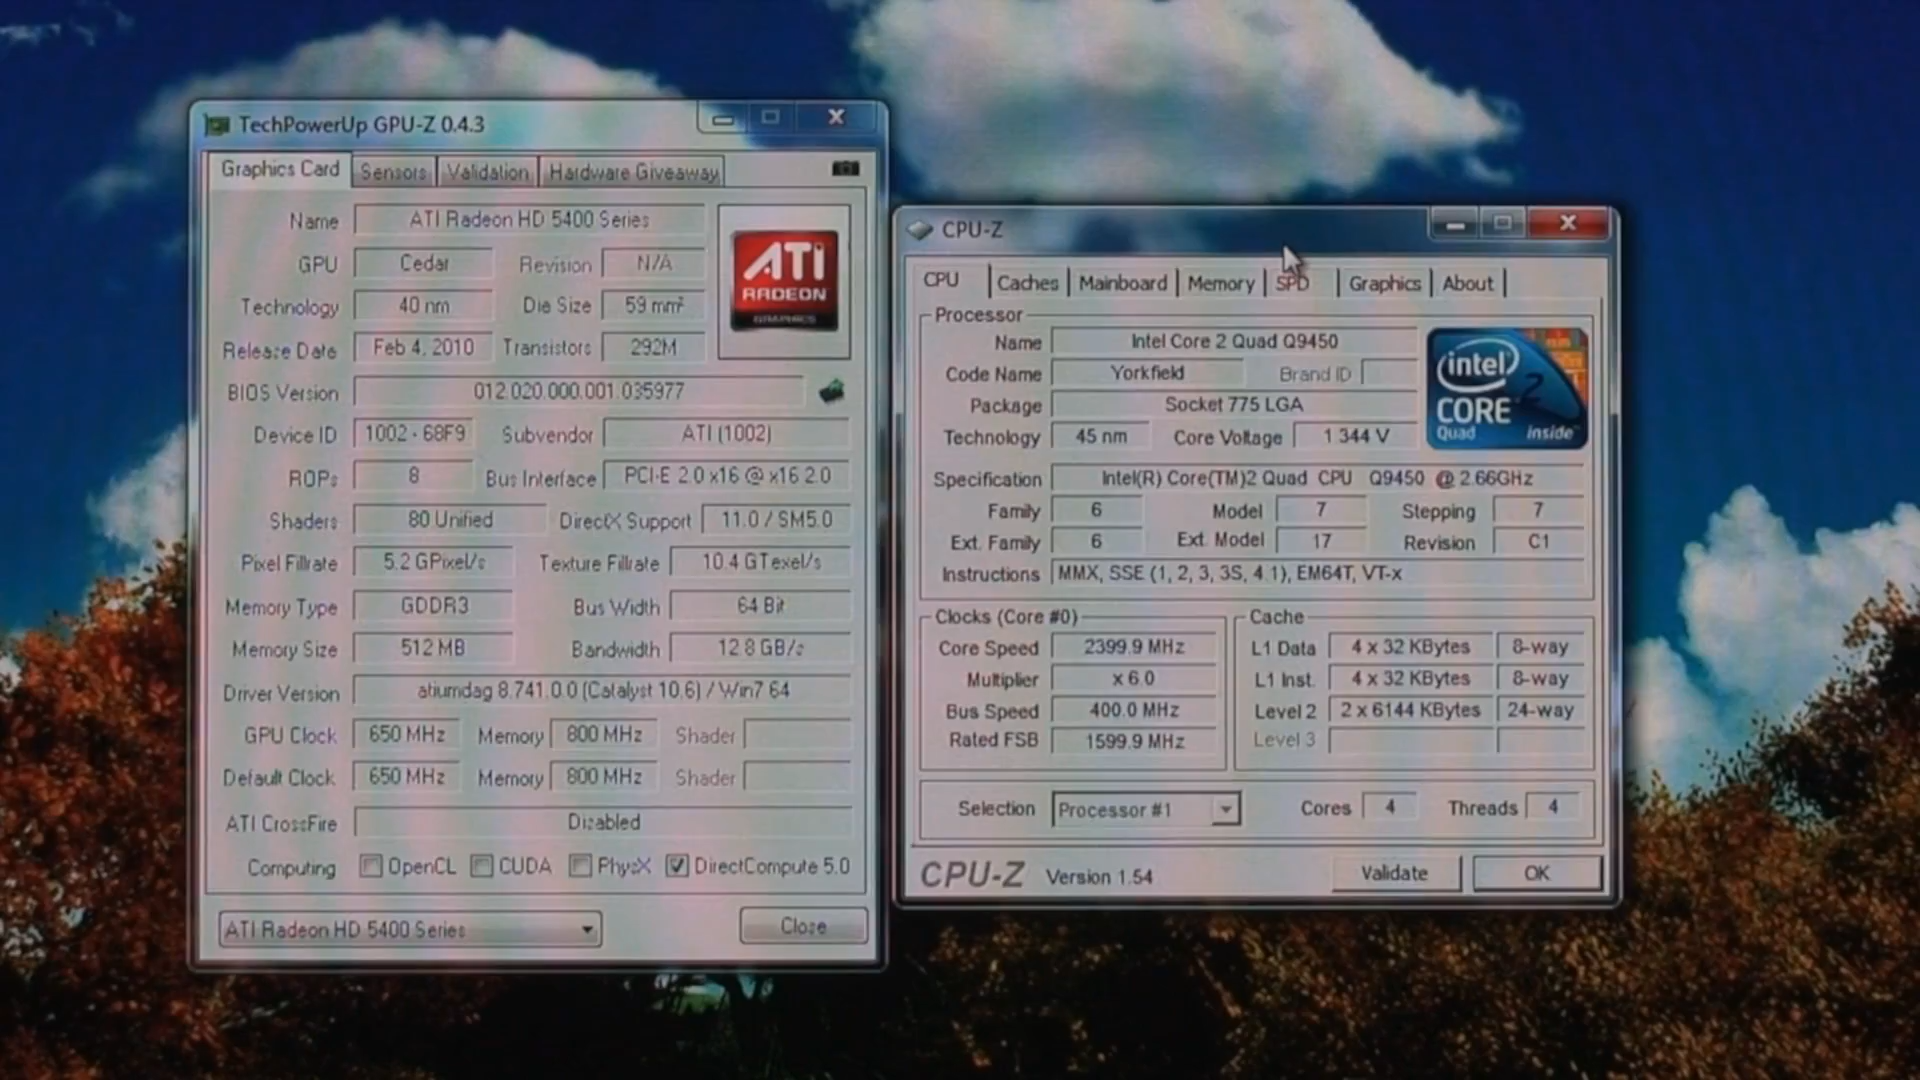 TechPowerUp GPU-Z 0.4.3
Graphics Card Sensors Validation Hardware Giveaway
Name ATI Radeon HD 5400 Series
GPU Cedar Revision N/A
Technology 40 nm Die Size 59 mm²
Release Date Feb 4, 2010 Transistors 292M
BIOS Version 012.020.000.001.035977
Device ID 1002 - 68F9 Subvendor ATI (1002)
ROPs 8 Bus Interface PCI-E 2.0 x16 @ x16 2.0
Shaders 80 Unified DirectX Support 11.0 / SM5.0
Pixel Fillrate 5.2 GPixel/s Texture Fillrate 10.4 GTexel/s
Memory Type GDDR3 Bus Width 64 Bit
Memory Size 512 MB Bandwidth 12.8 GB/s
Driver Version atiumdag 8.741.0.0 (Catalyst 10.6) / Win7 64
GPU Clock 650 MHz Memory 800 MHz Shader
Default Clock 650 MHz Memory 800 MHz Shader
ATI CrossFire Disabled
Computing OpenCL CUDA PhysX DirectCompute 5.0
ATI Radeon HD 5400 Series Close
ATI
RADEON
GRAPHICS
CPU-Z
CPU Caches Mainboard Memory SPD Graphics About
Processor
Name Intel Core 2 Quad Q9450
Code Name Yorkfield Brand ID
Package Socket 775 LGA
Technology 45 nm Core Voltage 1.344 V
Specification Intel(R) Core(TM)2 Quad CPU Q9450 @ 2.66GHz
Family 6 Model 7 Stepping 7
Ext. Family 6 Ext. Model 17 Revision C1
Instructions MMX, SSE (1, 2, 3, 3S, 4.1), EM64T, VT-x
intel
CORE 2
Quad inside
Clocks (Core #0)
Core Speed 2399.9 MHz
Multiplier x 6.0
Bus Speed 400.0 MHz
Rated FSB 1599.9 MHz
Cache
L1 Data 4 x 32 KBytes 8-way
L1 Inst. 4 x 32 KBytes 8-way
Level 2 2 x 6144 KBytes 24-way
Level 3
Selection Processor #1 Cores 4 Threads 4
CPU-Z Version 1.54 Validate OK